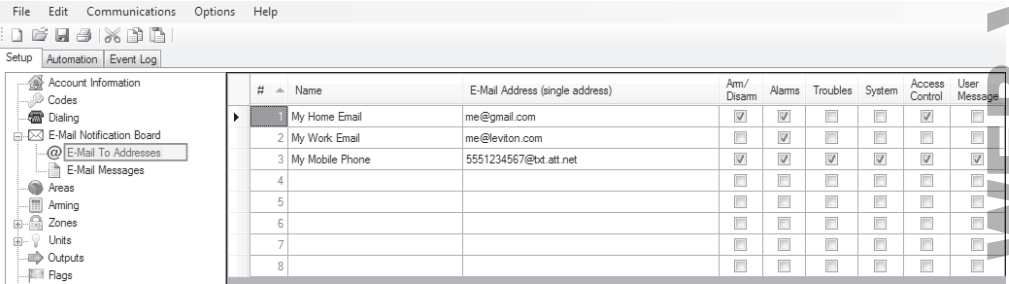 File Edit Communications Options Help
Setup Automation Event Log
Account Information
Codes
Dialing
E-Mail Notification Board
E-Mail To Addresses
E-Mail Messages
Areas
Arming
Zones
Units
Outputs
Flags
# Name E-Mail Address (single address) Arm/ Disarm Alarms Troubles System Access Control User Message
1 My Home Email me@gmail.com
2 My Work Email me@leviton.com
3 My Mobile Phone 5551234567@txt.att.net
4
5
6
7
8